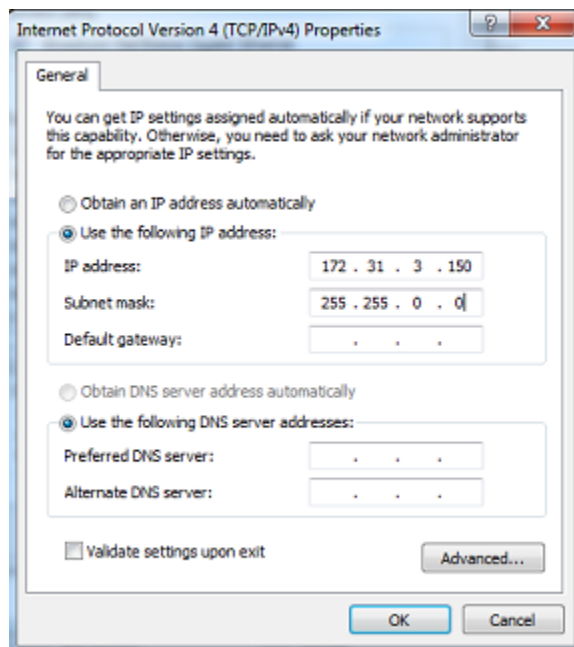 Internet Protocol Version 4 (TCP/IPv4) Properties
General
You can get IP settings assigned automatically if your network supports
this capability. Otherwise, you need to ask your network administrator
for the appropriate IP settings.
Obtain an IP address automatically
Use the following IP address:
IP address: 172 . 31 . 3 . 150
Subnet mask: 255 . 255 . 0 . 0
Default gateway: . . .
Obtain DNS server address automatically
Use the following DNS server addresses:
Preferred DNS server: . . .
Alternate DNS server: . . .
Validate settings upon exit
Advanced...
OK Cancel